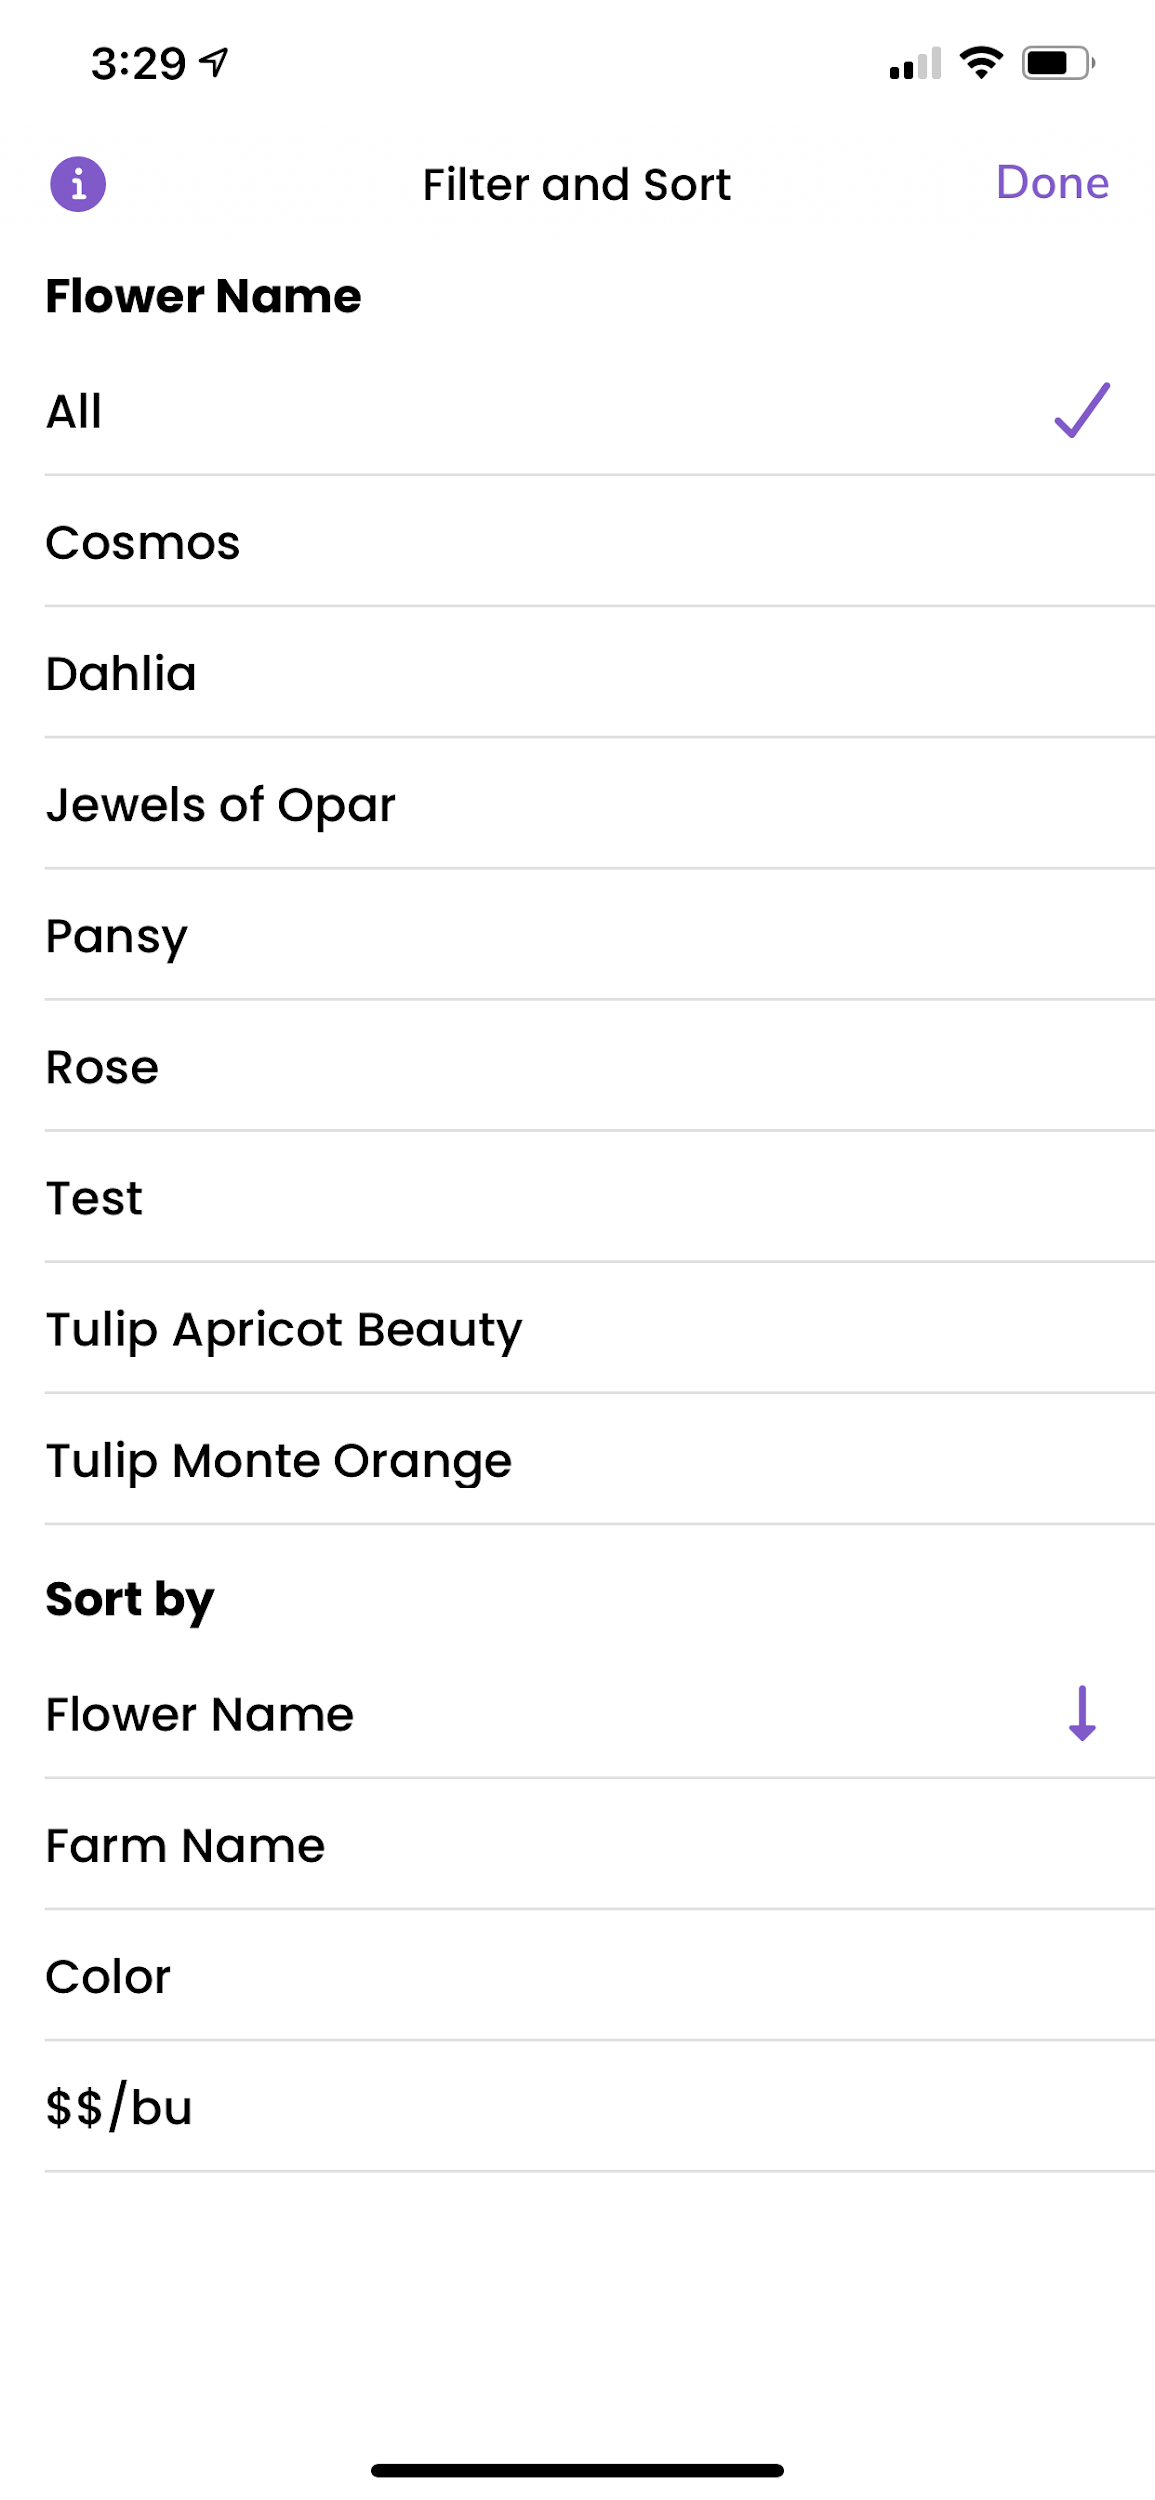 3:29
Filter and Sort
Done
Flower Name
All
Cosmos
Dahlia
Jewels of Opar
Pansy
Rose
Test
Tulip Apricot Beauty
Tulip Monte Orange
Sort by
Flower Name
Farm Name
Color
$$/bu